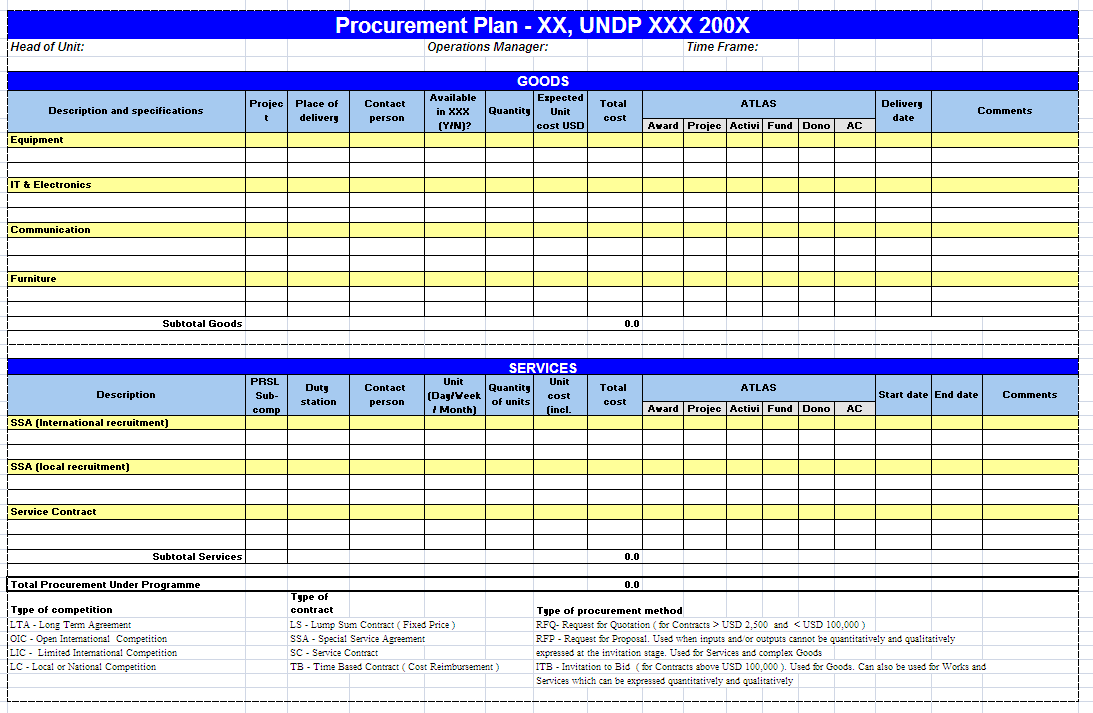 Procurement Plan - XX, UNDP XXX 200X
Head of Unit: Operations Manager: Time Frame:
GOODS
Description and specifications Projec t Place of delivery Contact person Available in XXX (Y/N)? Quantity Expected Unit cost USD Total cost ATLAS Delivery date Comments
Award Projec Activi Fund Dono AC
Equipment
IT & Electronics
Communication
Furniture
Subtotal Goods 0.0
SERVICES
Description PRSL Sub-comp Duty station Contact person Unit (Day/Week / Month) Quantity of units Unit cost (incl. Total cost ATLAS Start date End date Comments
Award Projec Activi Fund Dono AC
SSA (International recruitment)
SSA (local recruitment)
Service Contract
Subtotal Services 0.0
Total Procurement Under Programme 0.0
Type of competition Type of contract Type of procurement method
LTA - Long Term Agreement LS - Lump Sum Contract ( Fixed Price ) RFQ- Request for Quotation ( for Contracts > USD 2,500 and < USD 100,000 )
OIC - Open International Competition SSA - Special Service Agreement RFP - Request for Proposal. Used when inputs and/or outputs cannot be quantitatively and qualitatively
LIC - Limited International Competition SC - Service Contract expressed at the invitation stage. Used for Services and complex Goods
LC - Local or National Competition TB - Time Based Contract ( Cost Reimbursement ) ITB - Invitation to Bid ( for Contracts above USD 100,000 ). Used for Goods. Can also be used for Works and
Services which can be expressed quantitatively and qualitatively